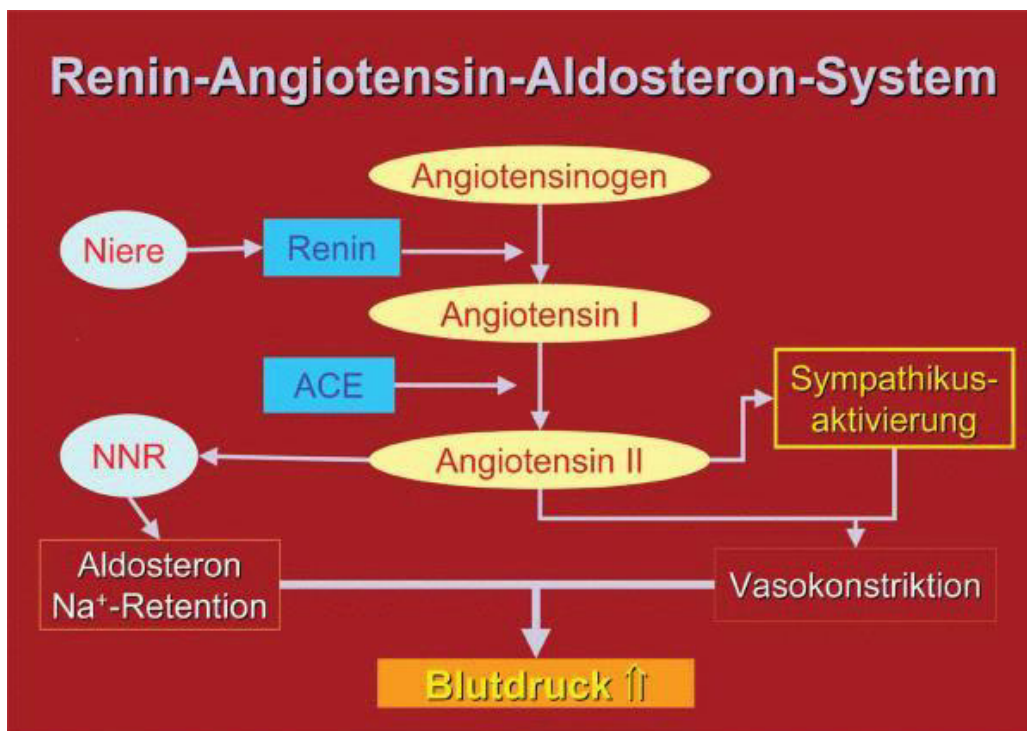 Renin-Angiotensin-Aldosteron-System
Angiotensinogen
Niere
Renin
Angiotensin I
ACE
Sympathikus-
aktivierung
NNR
Angiotensin II
Aldosteron
Na⁺-Retention
Vasokonstriktion
Blutdruck ⇑